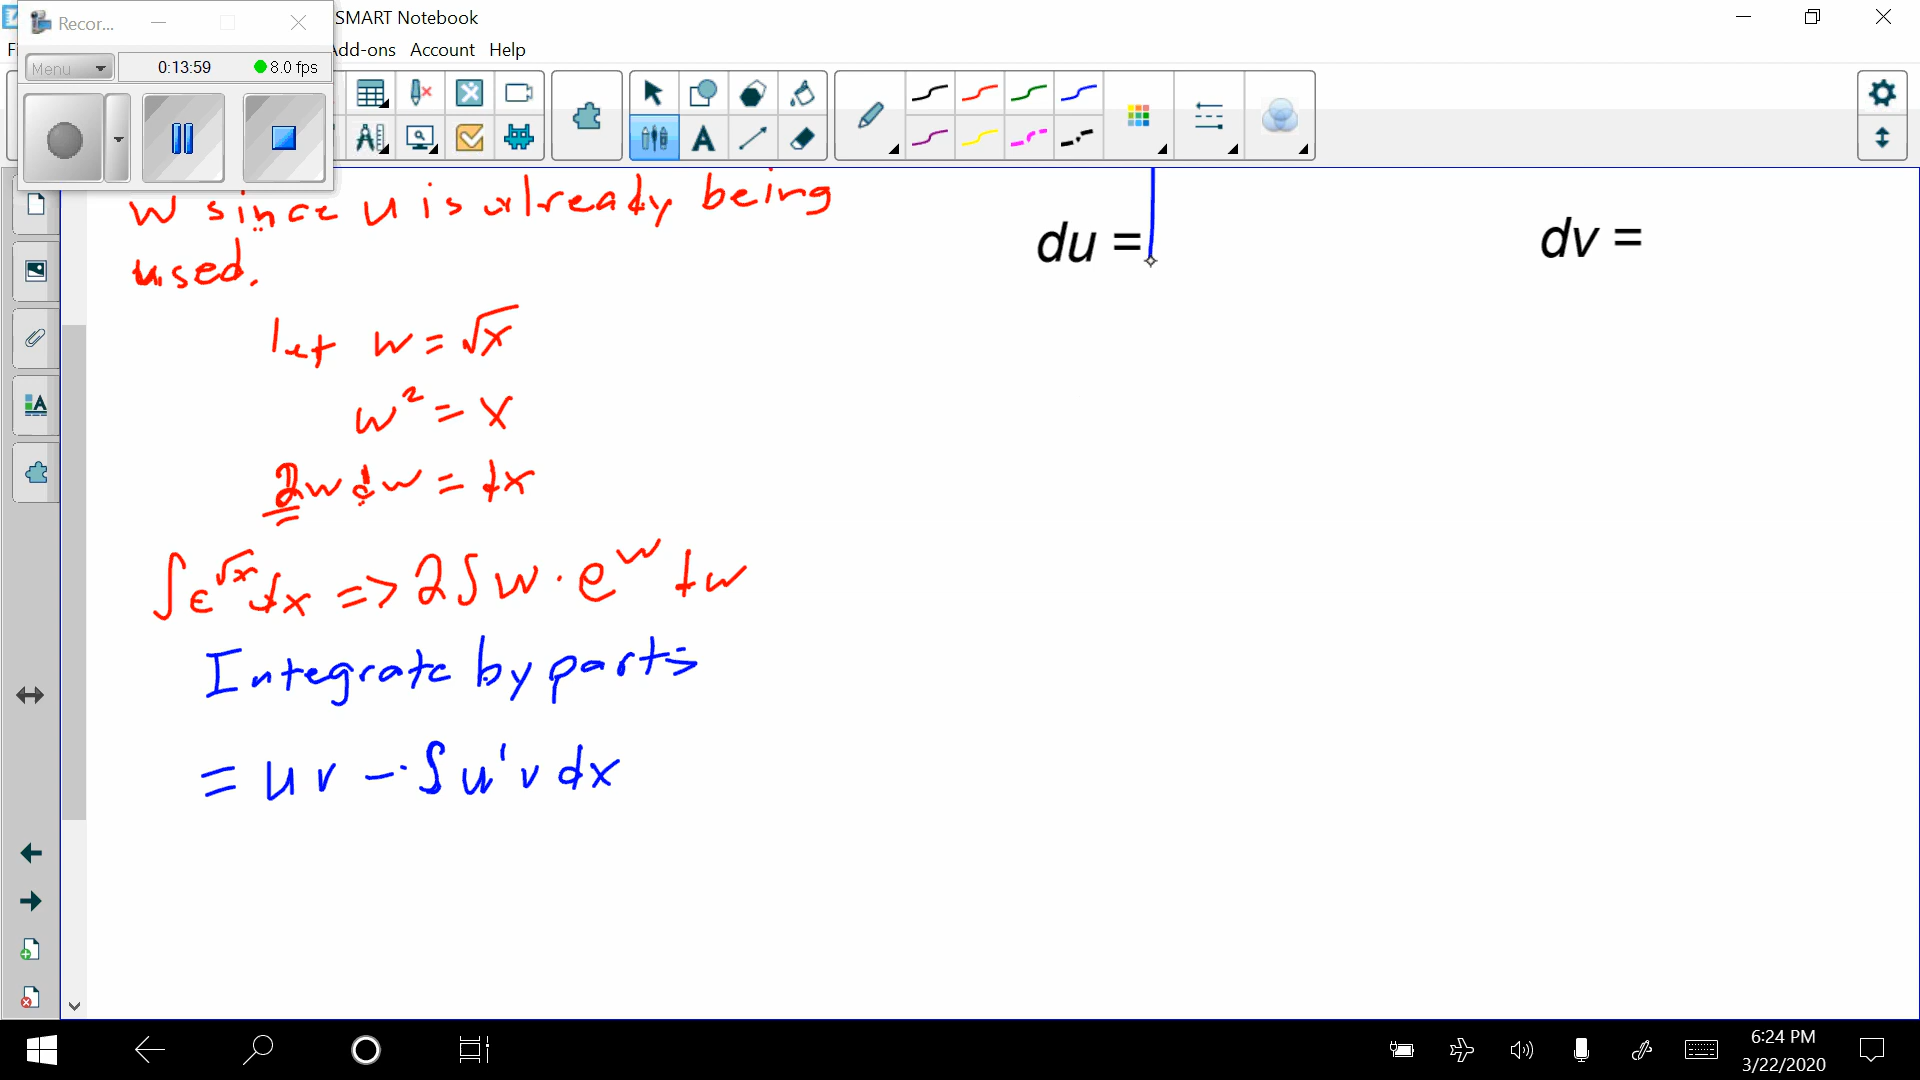 Recor...
SMART Notebook
Add-ons Account Help
Menu 0:13:59 8.0 fps
w since u is already being
used.
let w = √x
w² = x
2w dw = dx
∫e^√x dx => 2∫w · e^w dw
Integrate by parts
= uv - ∫u'v dx
du =
dv =
6:24 PM
3/22/2020